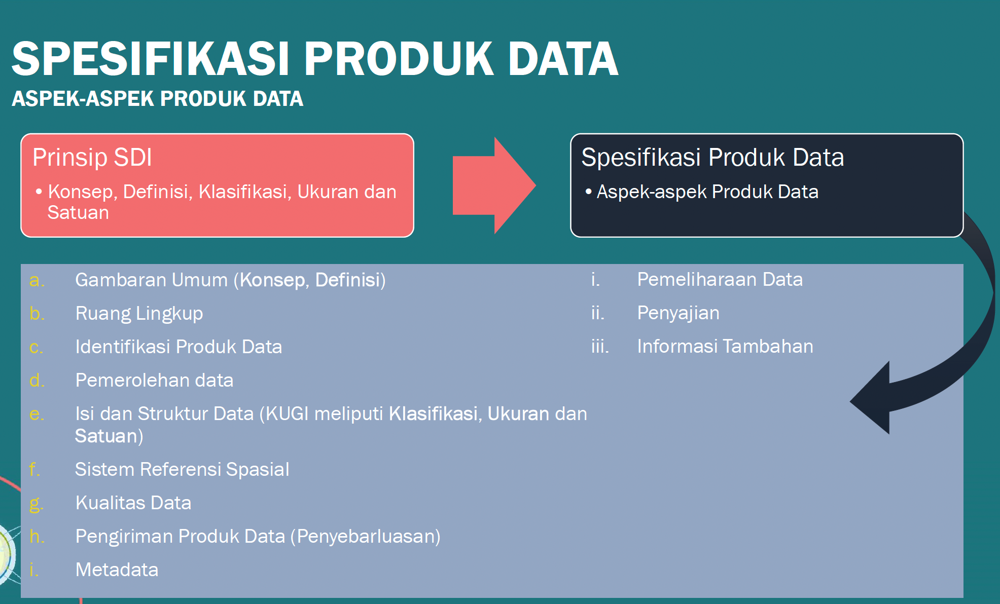 SPESIFIKASI PRODUK DATA
ASPEK-ASPEK PRODUK DATA
Prinsip SDI
• Konsep, Definisi, Klasifikasi, Ukuran dan
Satuan
Spesifikasi Produk Data
• Aspek-aspek Produk Data
a. Gambaran Umum (Konsep, Definisi)
b. Ruang Lingkup
c. Identifikasi Produk Data
d. Pemerolehan data
e. Isi dan Struktur Data (KUGI meliputi Klasifikasi, Ukuran dan
Satuan)
f. Sistem Referensi Spasial
g. Kualitas Data
h. Pengiriman Produk Data (Penyebarluasan)
i. Metadata
i. Pemeliharaan Data
ii. Penyajian
iii. Informasi Tambahan